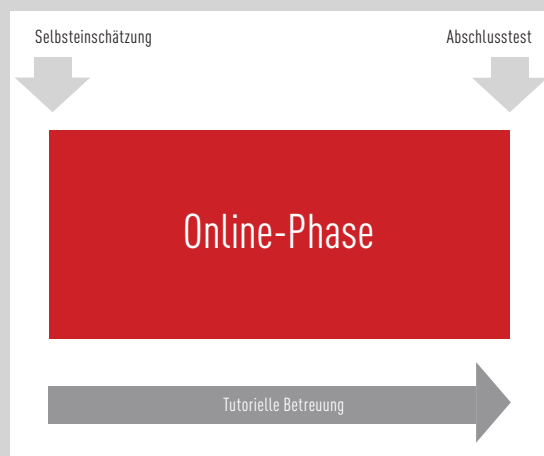 Selbsteinschätzung
Abschlusstest
Online-Phase
Tutorielle Betreuung